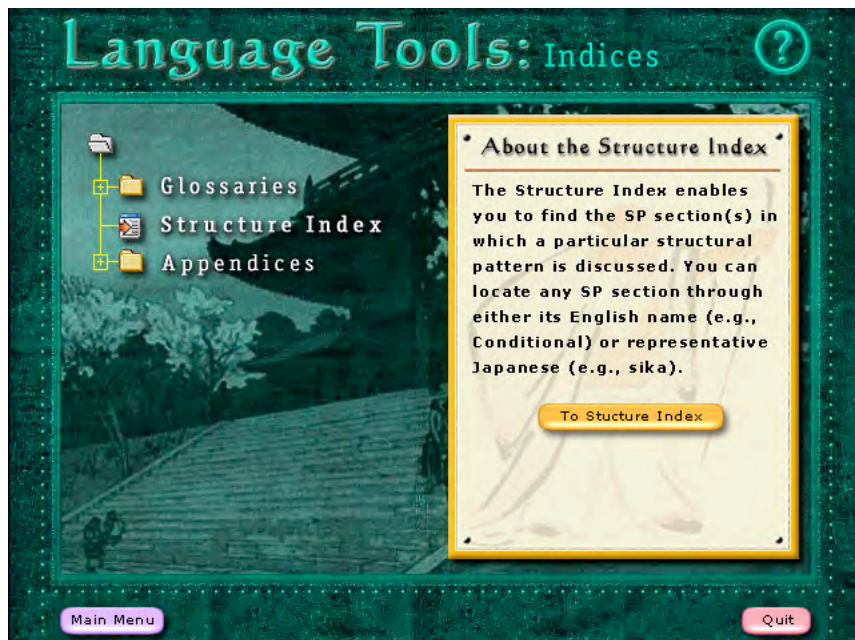 Language Tools: Indices
?
Glossaries
Structure Index
Appendices
About the Structure Index
The Structure Index enables
you to find the SP section(s) in
which a particular structural
pattern is discussed. You can
locate any SP section through
either its English name (e.g.,
Conditional) or representative
Japanese (e.g., sika).
To Stucture Index
Main Menu
Quit